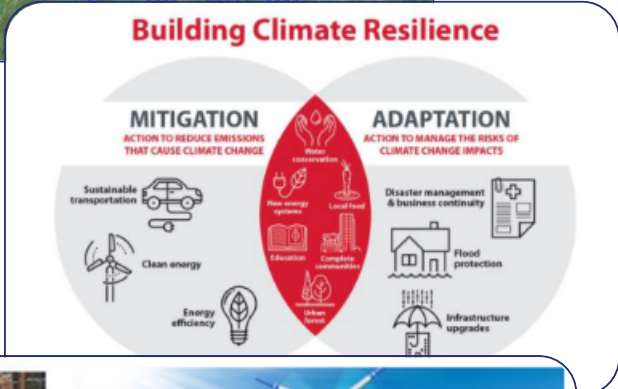 Building Climate Resilience
MITIGATION
ACTION TO REDUCE EMISSIONS
THAT CAUSE CLIMATE CHANGE
ADAPTATION
ACTION TO MANAGE THE RISKS OF
CLIMATE CHANGE IMPACTS
Water
conservation
Sustainable
transportation
New energy
systems
Local food
Disaster management
& business continuity
Clean energy
Education
Complete
communities
Flood
protection
Energy
efficiency
Urban
forest
Infrastructure
upgrades